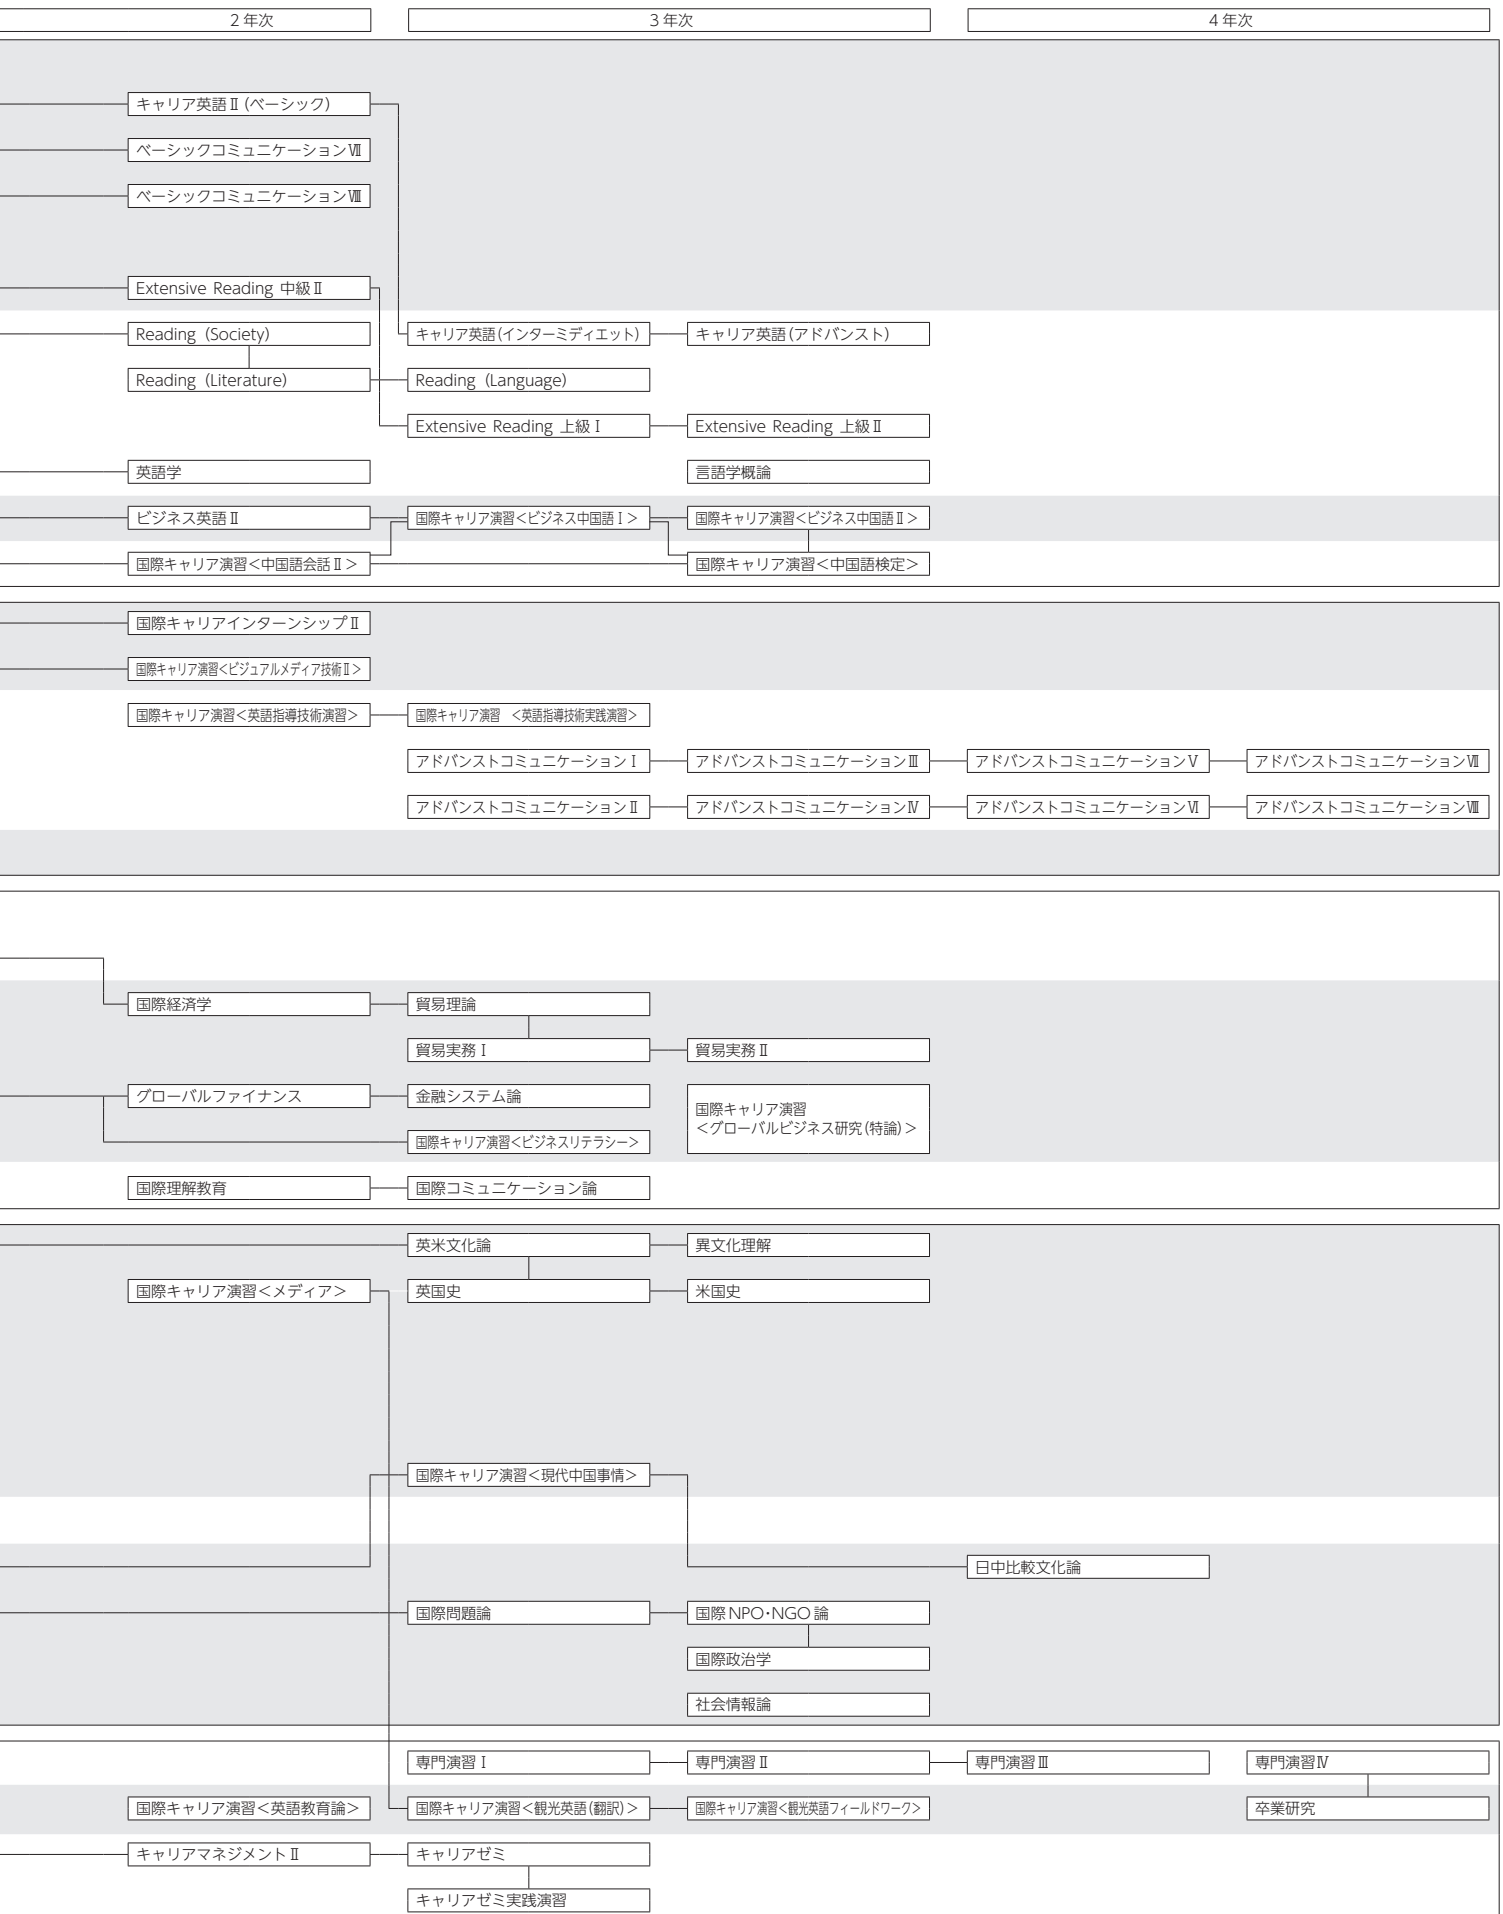 2年次
3年次
4年次
キャリア英語Ⅱ(ベーシック)
ベーシックコミュニケーションⅦ
ベーシックコミュニケーションⅧ
Extensive Reading 中級Ⅱ
Reading (Society)
キャリア英語(インターミディエット)
キャリア英語(アドバンスト)
Reading (Literature)
Reading (Language)
Extensive Reading 上級Ⅰ
Extensive Reading 上級Ⅱ
英語学
言語学概論
ビジネス英語Ⅱ
国際キャリア演習<ビジネス中国語Ⅰ>
国際キャリア演習<ビジネス中国語Ⅱ>
国際キャリア演習<中国語会話Ⅱ>
国際キャリア演習<中国語検定>
国際キャリアインターンシップⅡ
国際キャリア演習<ビジュアルメディア技術Ⅱ>
国際キャリア演習<英語指導技術演習>
国際キャリア演習 <英語指導技術実践演習>
アドバンストコミュニケーションⅠ
アドバンストコミュニケーションⅢ
アドバンストコミュニケーションⅤ
アドバンストコミュニケーションⅦ
アドバンストコミュニケーションⅡ
アドバンストコミュニケーションⅣ
アドバンストコミュニケーションⅥ
アドバンストコミュニケーションⅧ
国際経済学
貿易理論
貿易実務Ⅰ
貿易実務Ⅱ
グローバルファイナンス
金融システム論
国際キャリア演習
<グローバルビジネス研究(特論)>
国際キャリア演習<ビジネスリテラシー>
国際理解教育
国際コミュニケーション論
英米文化論
異文化理解
国際キャリア演習<メディア>
英国史
米国史
国際キャリア演習<現代中国事情>
日中比較文化論
国際問題論
国際NPO・NGO論
国際政治学
社会情報論
専門演習Ⅰ
専門演習Ⅱ
専門演習Ⅲ
専門演習Ⅳ
国際キャリア演習<英語教育論>
国際キャリア演習<観光英語(翻訳)>
国際キャリア演習<観光英語フィールドワーク>
卒業研究
キャリアマネジメントⅡ
キャリアゼミ
キャリアゼミ実践演習